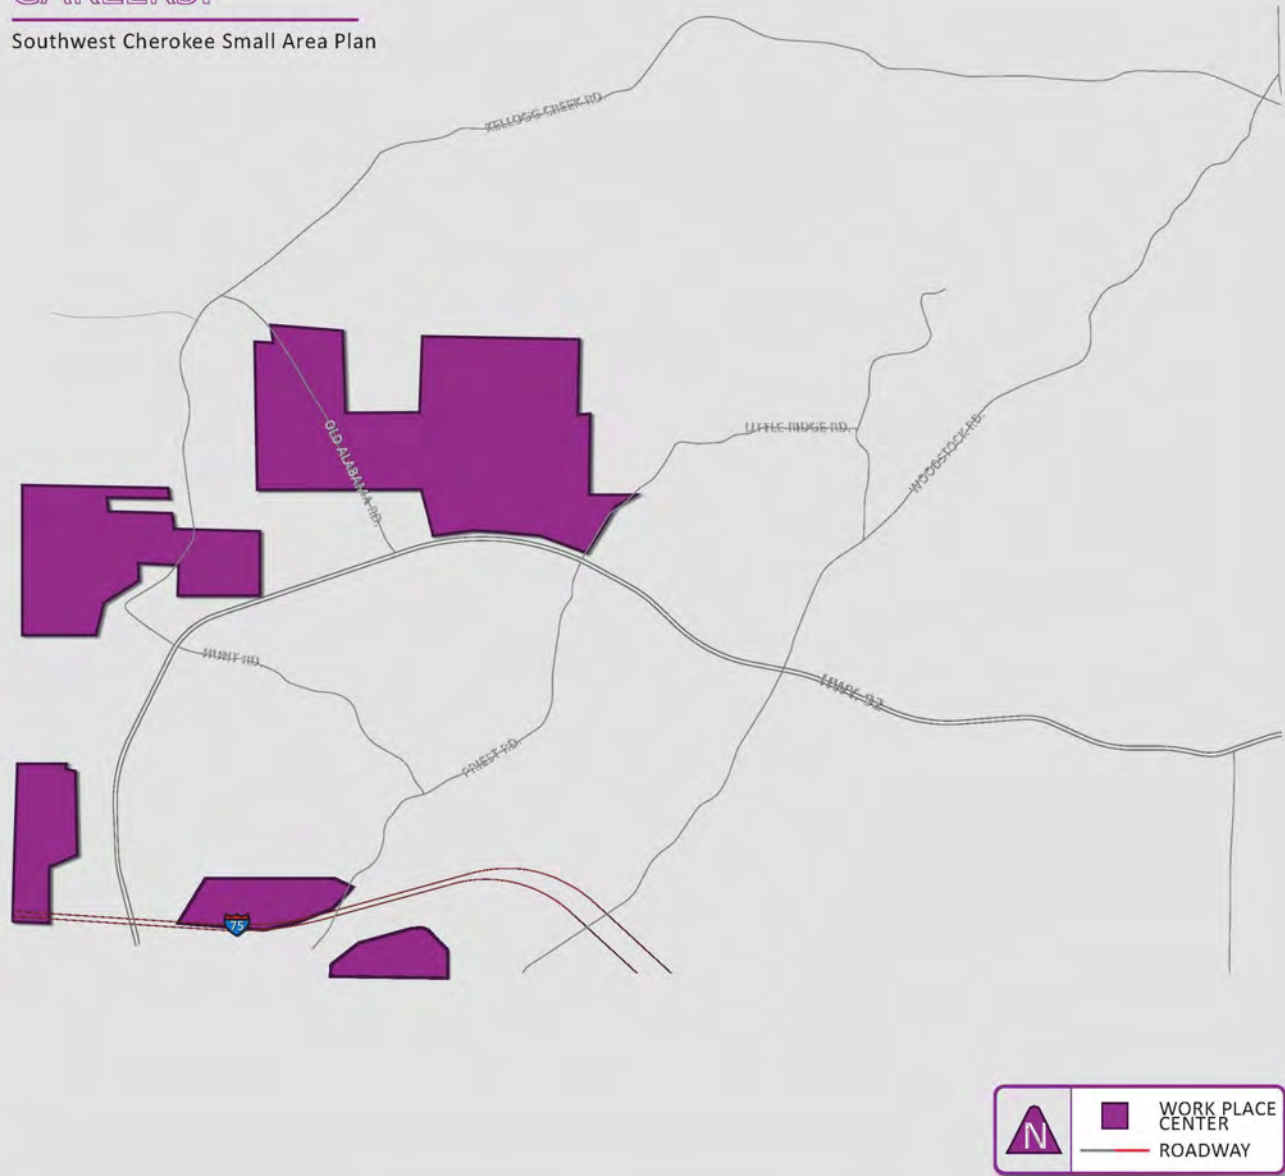 CAREERS!
Southwest Cherokee Small Area Plan
KELLOGG CREEK RD.
OLD ALABAMA RD.
LITTLE RIDGE RD.
WOODSTOCK RD.
HUNT RD.
HWY. 92
PRIEST RD.
75
N
WORK PLACE
CENTER
ROADWAY